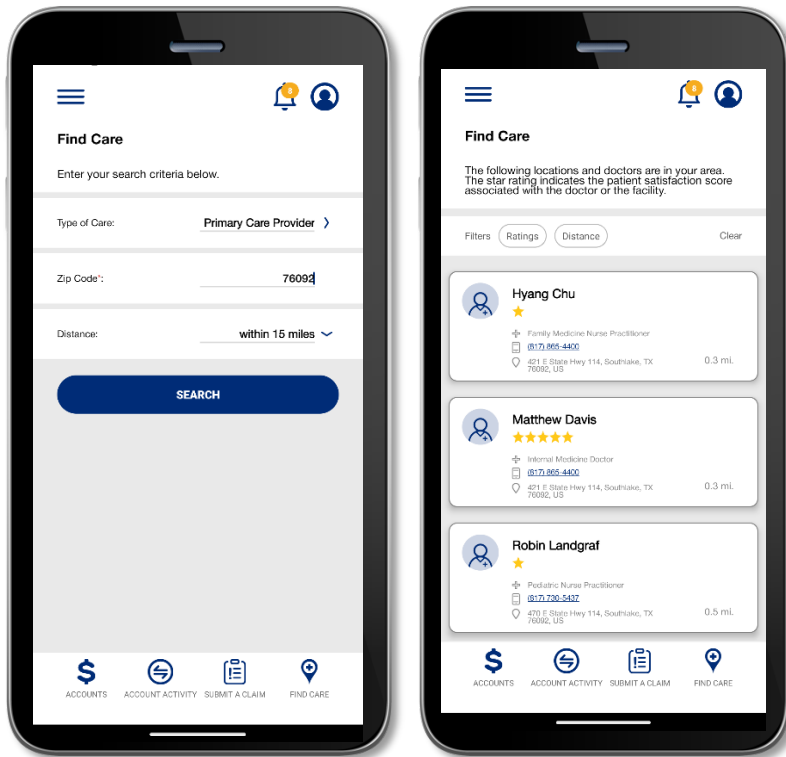 8
Find Care
Enter your search criteria below.
Type of Care: Primary Care Provider
Zip Code*: 76092
Distance: within 15 miles
SEARCH
ACCOUNTS ACCOUNT ACTIVITY SUBMIT A CLAIM FIND CARE
8
Find Care
The following locations and doctors are in your area.
The star rating indicates the patient satisfaction score
associated with the doctor or the facility.
Filters Ratings Distance Clear
Hyang Chu
Family Medicine Nurse Practitioner
(817) 865-4400
421 E State Hwy 114, Southlake, TX
76092, US
0.3 mi.
Matthew Davis
Internal Medicine Doctor
(817) 865-4400
421 E State Hwy 114, Southlake, TX
76092, US
0.3 mi.
Robin Landgraf
Pediatric Nurse Practitioner
(817) 730-5437
470 E State Hwy 114, Southlake, TX
76092, US
0.5 mi.
ACCOUNTS ACCOUNT ACTIVITY SUBMIT A CLAIM FIND CARE